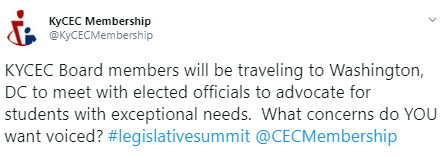 KyCEC Membership
@KyCECMembership
KYCEC Board members will be traveling to Washington,
DC to meet with elected officials to advocate for
students with exceptional needs.  What concerns do YOU
want voiced? #legislativesummit @CECMembership